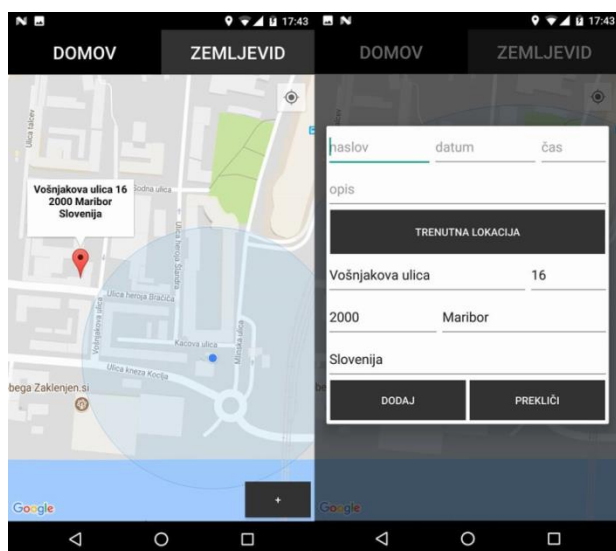 17:43
DOMOV
ZEMLJEVID
Ulica talcev
Vošnjakova ulica 16
2000 Maribor
Slovenija
Sodna ulica
Ulica heroja Staneta
Ulica heroja Bračiča
Vošnjakova ulica
Kacova ulica
Mlinska ulica
Ulica kneza Koclja
bega Zaklenjen.si
Google
+
17:43
DOMOV
ZEMLJEVID
naslov
datum
čas
opis
TRENUTNA LOKACIJA
Vošnjakova ulica
16
2000
Maribor
Slovenija
DODAJ
PREKLIČI
Google